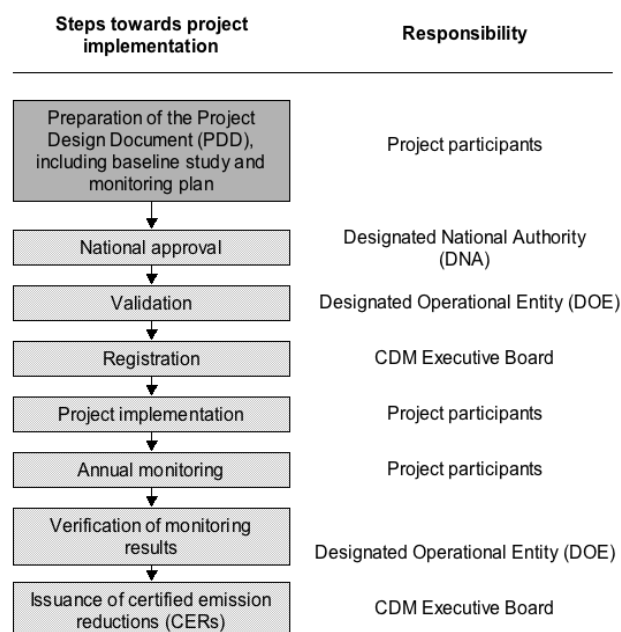 Steps towards project
implementation
Responsibility
Preparation of the Project
Design Document (PDD),
including baseline study and
monitoring plan
Project participants
National approval
Designated National Authority
(DNA)
Validation
Designated Operational Entity (DOE)
Registration
CDM Executive Board
Project implementation
Project participants
Annual monitoring
Project participants
Verification of monitoring
results
Designated Operational Entity (DOE)
Issuance of certified emission
reductions (CERs)
CDM Executive Board